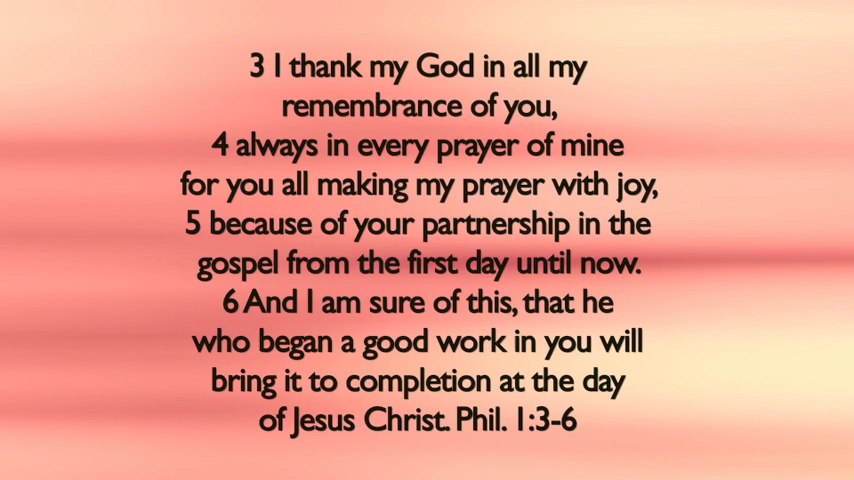 3 I thank my God in all my
remembrance of you,
4 always in every prayer of mine
for you all making my prayer with joy,
5 because of your partnership in the
gospel from the first day until now.
6 And I am sure of this, that he
who began a good work in you will
bring it to completion at the day
of Jesus Christ. Phil. 1:3-6